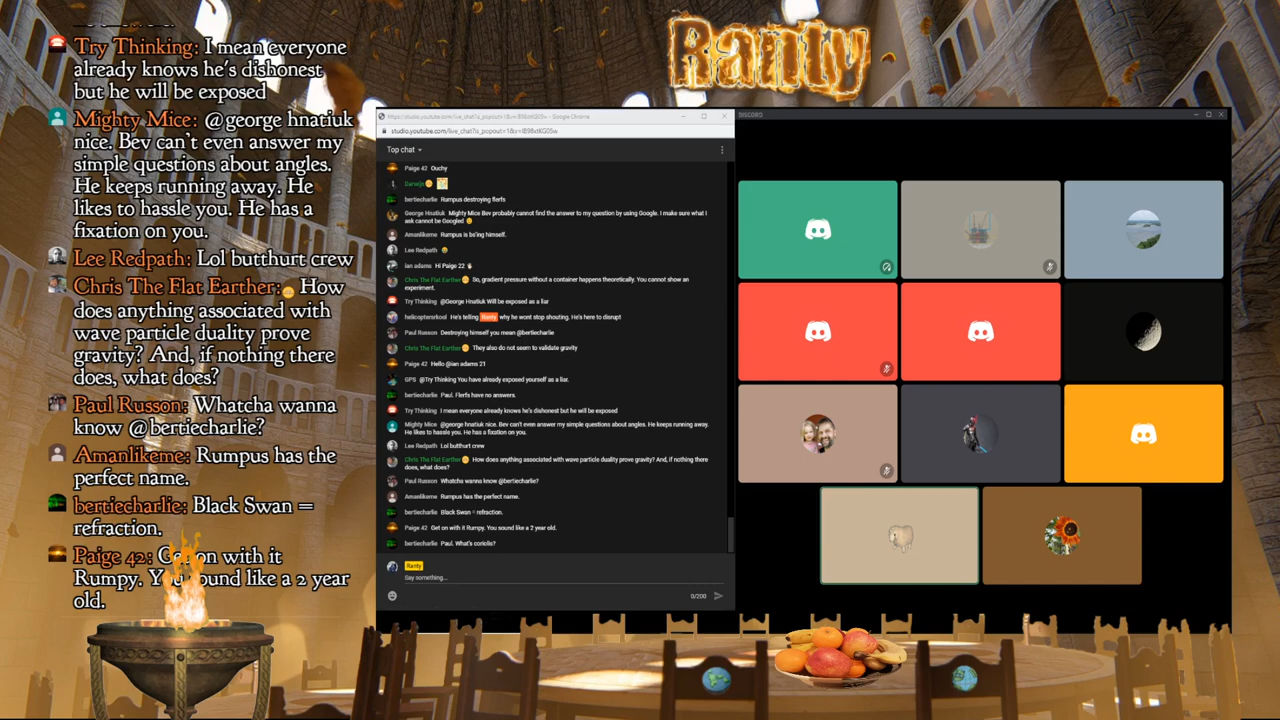 Ranty
Try Thinking: I mean everyone
already knows he's dishonest
but he will be exposed
Mighty Mice: @george hnatiuk
nice. Bev can't even answer my
simple questions about angles.
He keeps running away. He
likes to hassle you. He has a
fixation on you.
Lee Redpath: Lol butthurt crew
Chris The Flat Earther: How
does anything associated with
wave particle duality prove
gravity? And, if nothing there
does, what does?
Paul Russon: Whatcha wanna
know @bertiecharlie?
Amanlikeme: Rumpus has the
perfect name.
bertiecharlie: Black Swan =
refraction.
Paige 42: Get on with it
Rumpy. You sound like a 2 year
old.
Google Chrome
studio.youtube.com/live_chat?is_popout=1&v=
Top chat
Paige 42 Ouchy
Darwijn
bertiecharlie Rumpus destroying flerfs
George Hnatiuk Mighty Mice Bev probably cannot find the answer to my question by using Google. I make sure what I
ask cannot be Googled
Amanlikeme Rumpus is be'ing himself.
Lee Redpath
ian adams Hi Paige 22
Chris The Flat Earther So, gradient pressure without a container happens theoretically. You cannot show an
experiment.
Try Thinking @George Hnatiuk Will be exposed as a liar
helicoptersrkool He's telling Ranty why he wont stop shouting. He's here to disrupt
Paul Russon Destroying himself you mean @bertiecharlie
Chris The Flat Earther They also do not seem to validate gravity
Paige 42 Hello @ian adams 21
GPS @Try Thinking You have already exposed yourself as a liar.
bertiecharlie Paul. Flerfs have no answers.
Try Thinking I mean everyone already knows he's dishonest but he will be exposed
Mighty Mice @george hnatiuk nice. Bev can't even answer my simple questions about angles. He keeps running away.
He likes to hassle you. He has a fixation on you.
Lee Redpath Lol butthurt crew
Chris The Flat Earther How does anything associated with wave particle duality prove gravity? And, if nothing there
does, what does?
Paul Russon Whatcha wanna know @bertiecharlie?
Amanlikeme Rumpus has the perfect name.
bertiecharlie Black Swan = refraction.
Paige 42 Get on with it Rumpy. You sound like a 2 year old.
bertiecharlie Paul. What's coriolis?
Ranty
Say something...
0/200
DISCORD